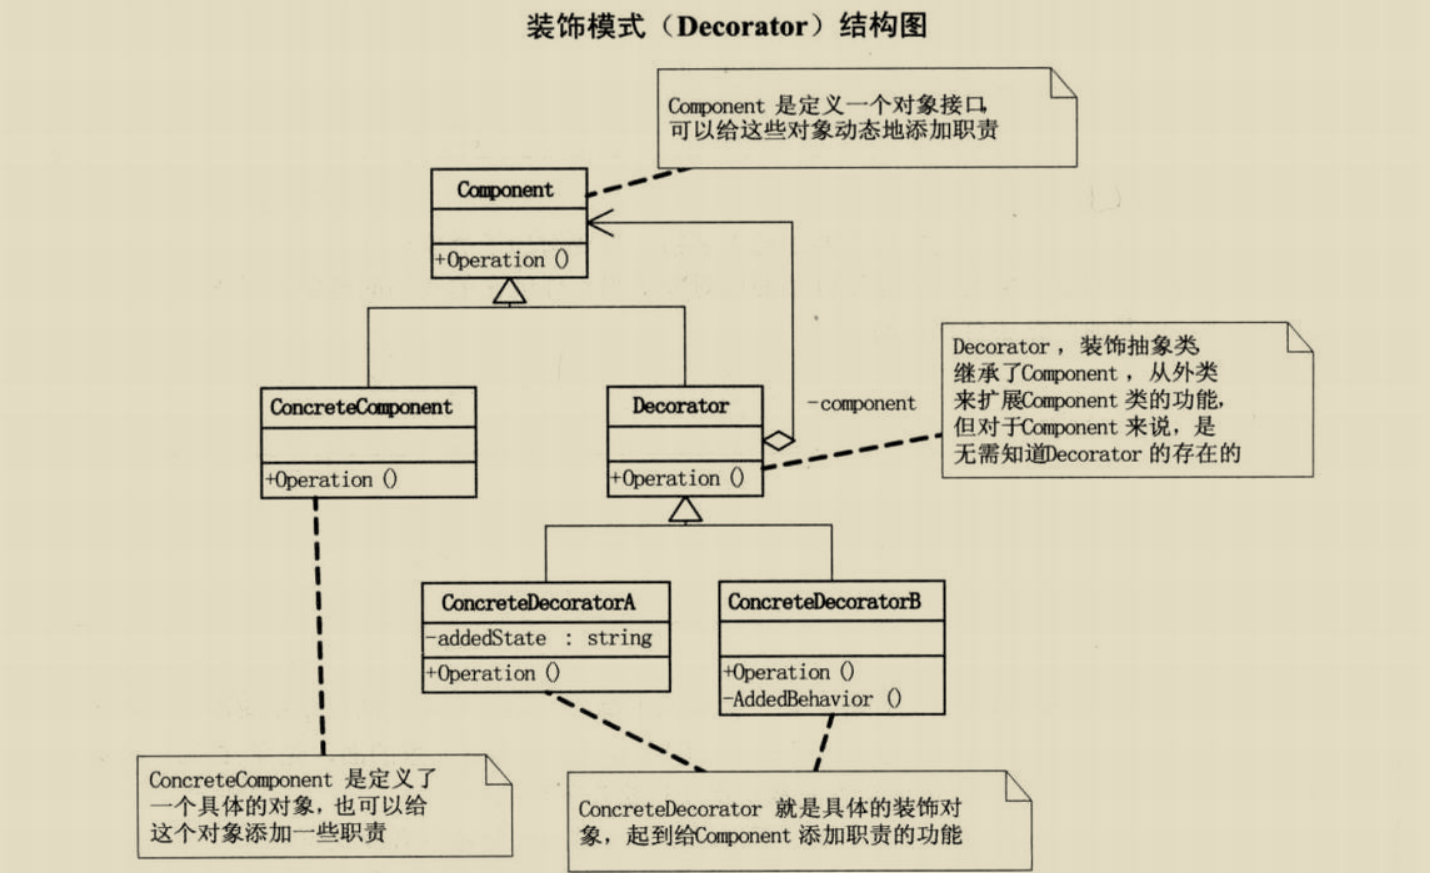 装饰模式（Decorator）结构图
Component 是定义一个对象接口,
可以给这些对象动态地添加职责
Component
+Operation ()
Decorator ，装饰抽象类,
继承了Component ，从外类
来扩展Component 类的功能,
但对于Component 来说，是
无需知道Decorator 的存在的
ConcreteComponent
+Operation ()
Decorator
+Operation ()
-component
ConcreteDecoratorA
-addedState : string
+Operation ()
ConcreteDecoratorB
+Operation ()
-AddedBehavior ()
ConcreteComponent 是定义了
一个具体的对象，也可以给
这个对象添加一些职责
ConcreteDecorator 就是具体的装饰对
象，起到给Component 添加职责的功能